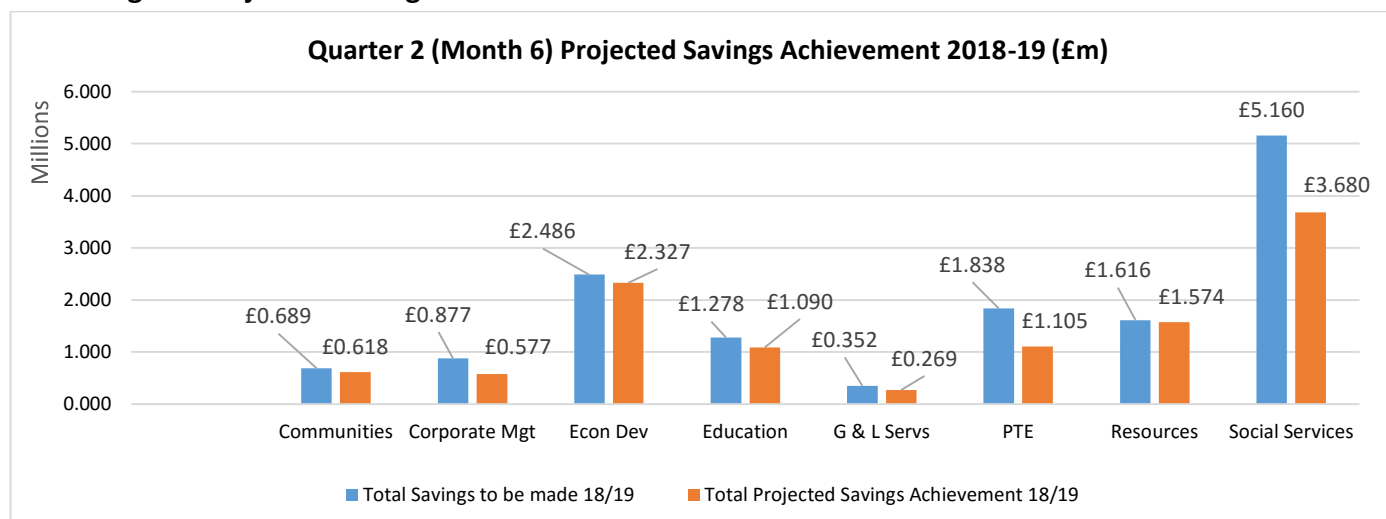 Quarter 2 (Month 6) Projected Savings Achievement 2018-19 (£m)
Millions
6.000
5.000
4.000
3.000
2.000
1.000
0.000
£0.689
£0.618
£0.877
£0.577
£2.486
£2.327
£1.278
£1.090
£0.352
£0.269
£1.838
£1.105
£1.616
£1.574
£5.160
£3.680
Communities
Corporate Mgt
Econ Dev
Education
G & L Servs
PTE
Resources
Social Services
Total Savings to be made 18/19
Total Projected Savings Achievement 18/19